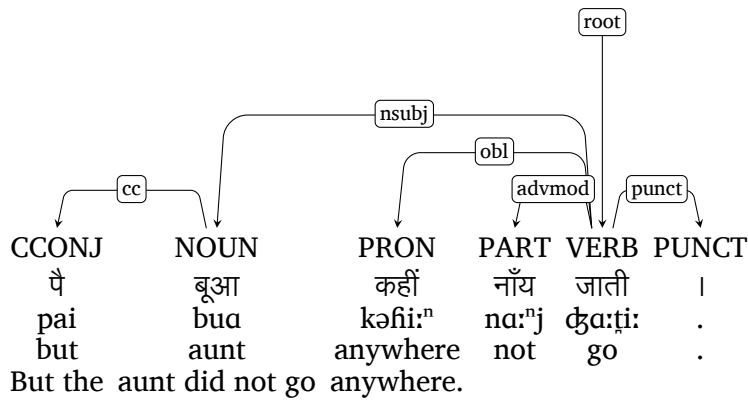 root
nsubj
obl
cc advmod punct
CCONJ NOUN PRON PART VERB PUNCT
पै बूआ कहीं नाँय जाती ।
pai buɑ kəɦiːⁿ nɑːⁿj ʤɑːt̪iː .
but aunt anywhere not go .
But the aunt did not go anywhere.